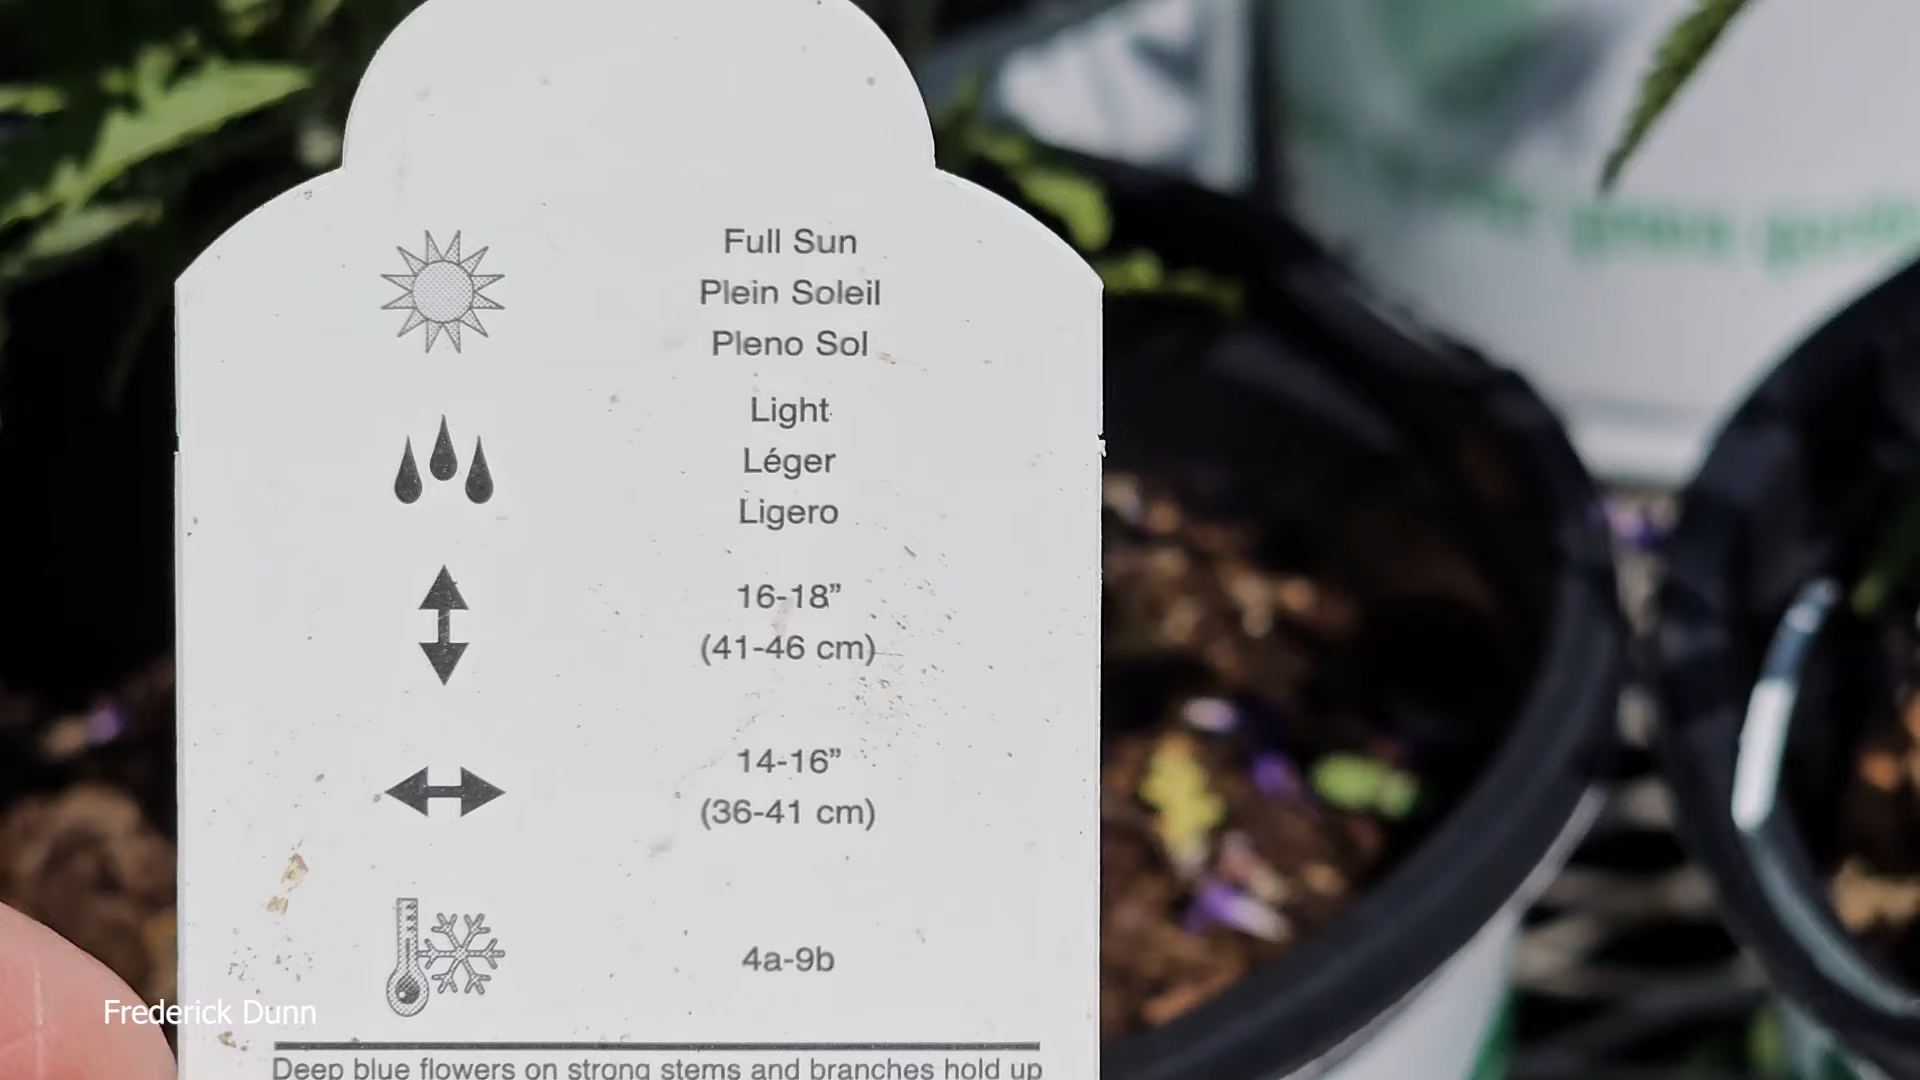 Full Sun
Plein Soleil
Pleno Sol
Light
Léger
Ligero
16-18”
(41-46 cm)
14-16”
(36-41 cm)
4a-9b
Frederick Dunn
Deep blue flowers on strong stems and branches hold up